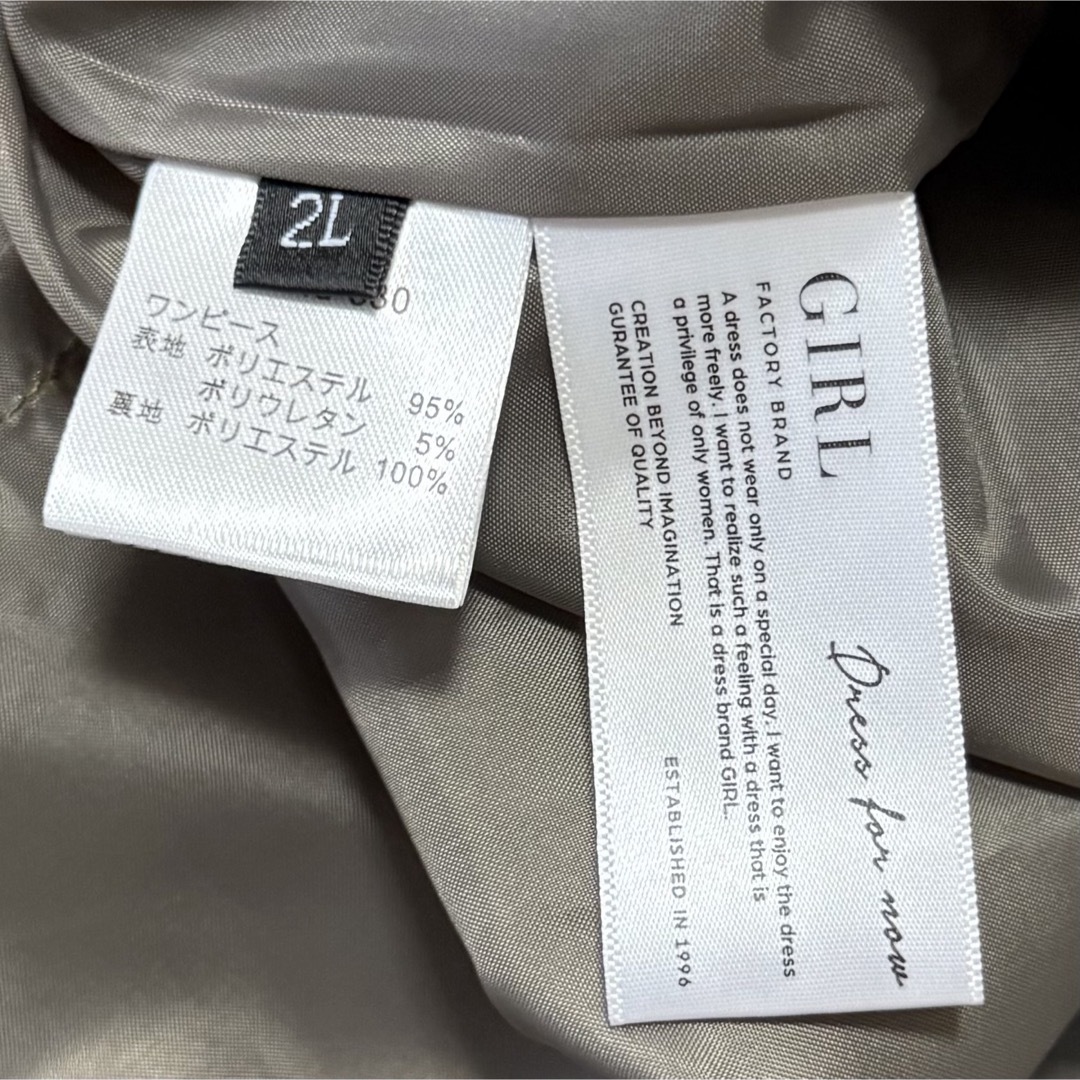 2L
ワンピース
表地 ポリエステル 95%
ポリウレタン 5%
裏地 ポリエステル 100%
GIRL
FACTORY BRAND
Dress for now
A dress does not wear only on a special day. I want to enjoy the dress
more freely. I want to realize such a feeling with a dress that is
a privilege of only women. That is a dress brand GIRL.
CREATION BEYOND IMAGINATION
GURANTEE OF QUALITY
ESTABLISHED IN 1996